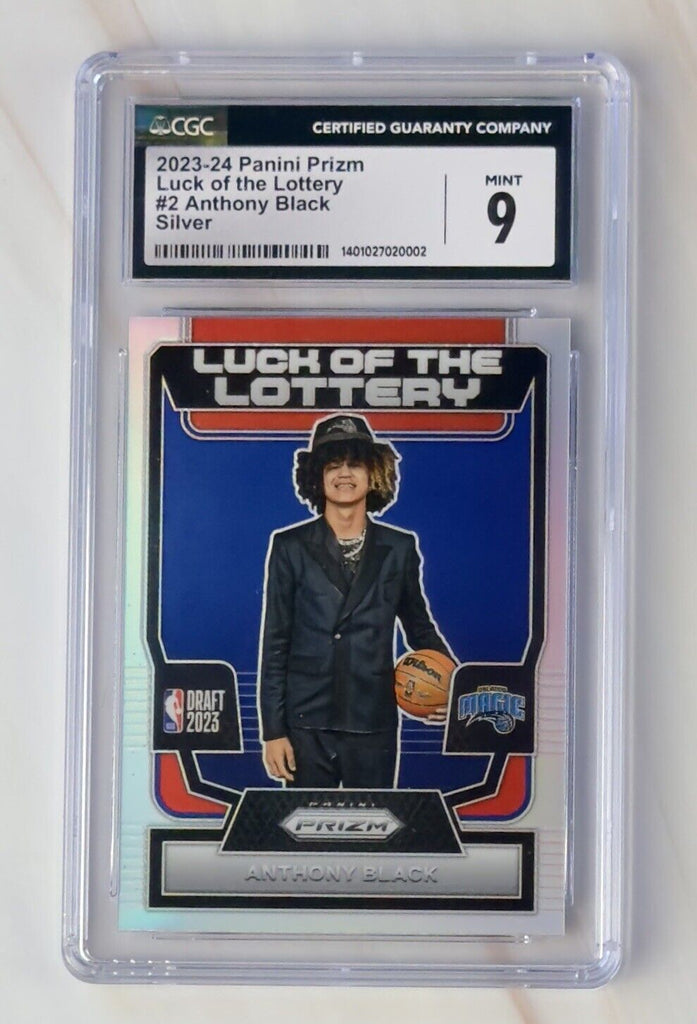 CGC
CERTIFIED GUARANTY COMPANY
2023-24 Panini Prizm
Luck of the Lottery
#2 Anthony Black
Silver
MINT
9
1401027020002
LUCK OF THE
LOTTERY
Wilson
DRAFT
2023
ORLANDO
MAGIC
PANINI
PRIZM
ANTHONY BLACK